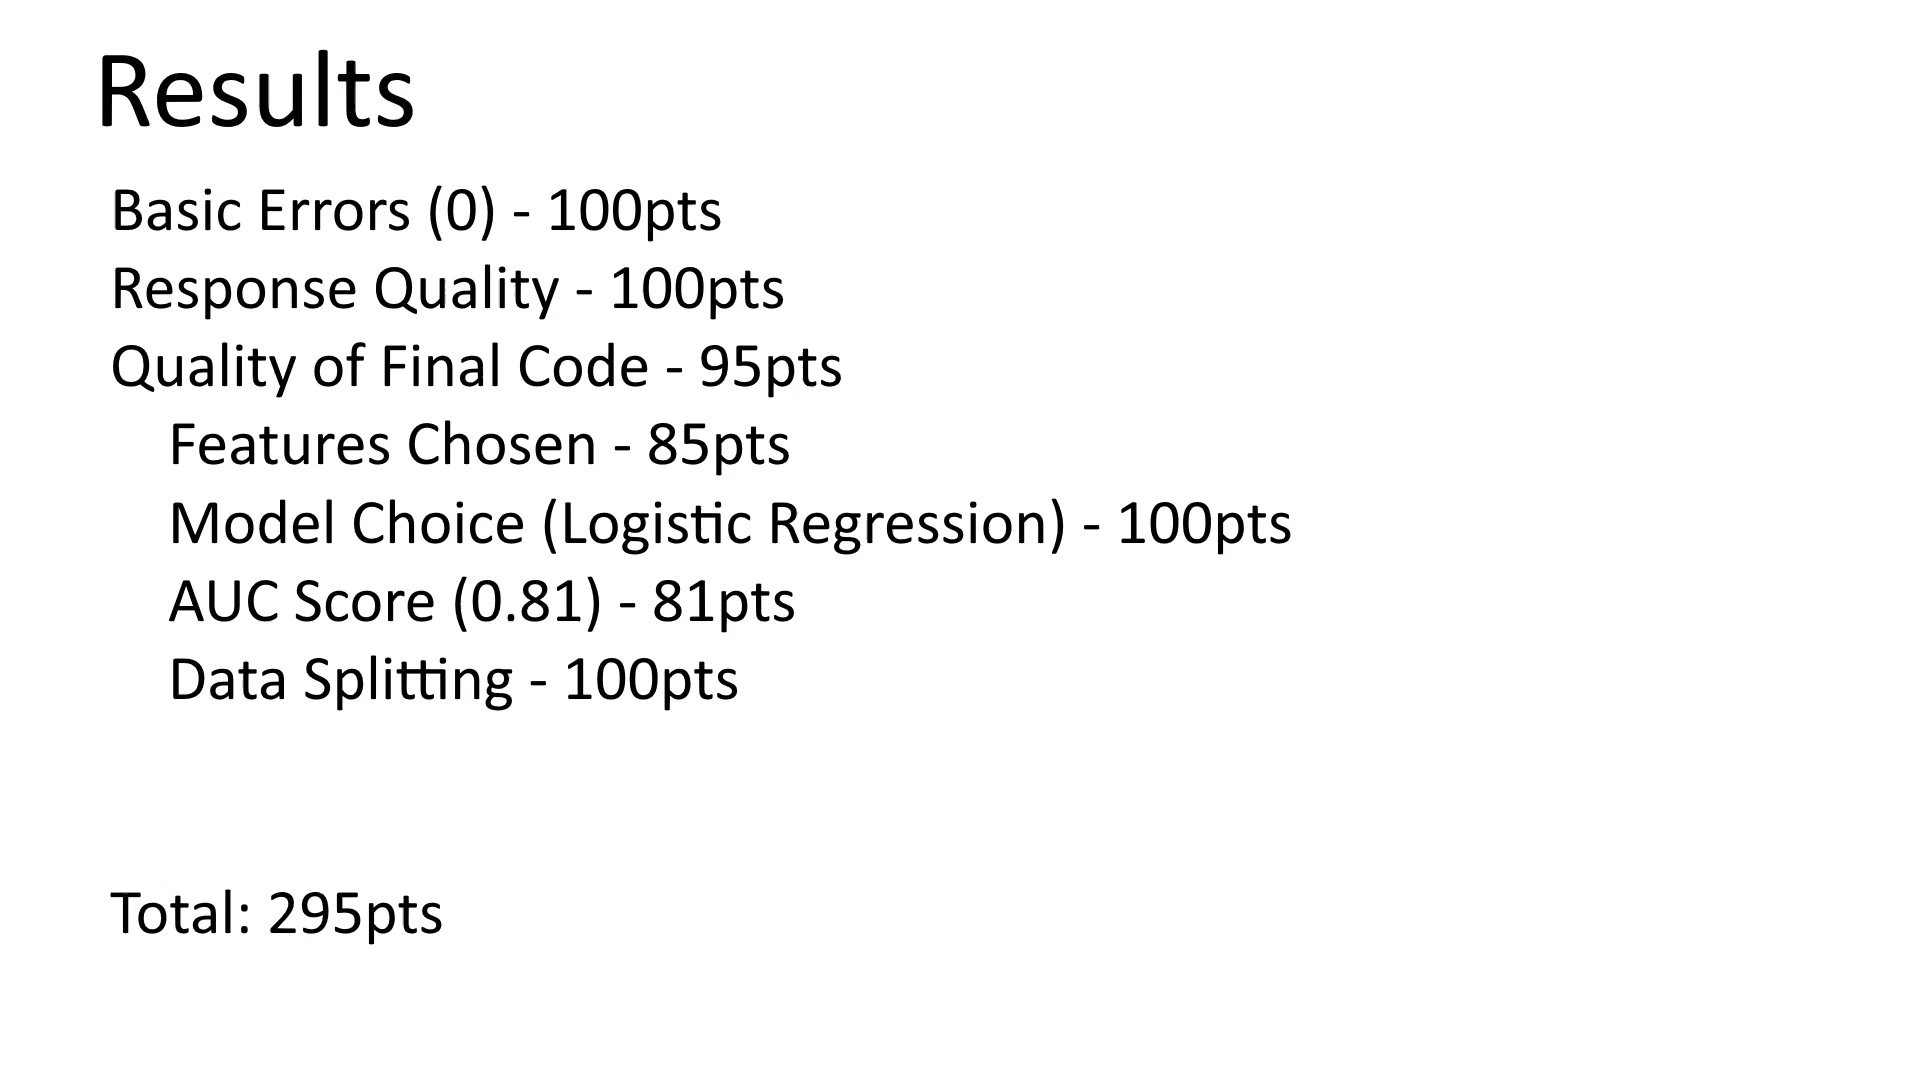 Results
Basic Errors (0) - 100pts
Response Quality - 100pts
Quality of Final Code - 95pts
Features Chosen - 85pts
Model Choice (Logistic Regression) - 100pts
AUC Score (0.81) - 81pts
Data Splitting - 100pts
Total: 295pts